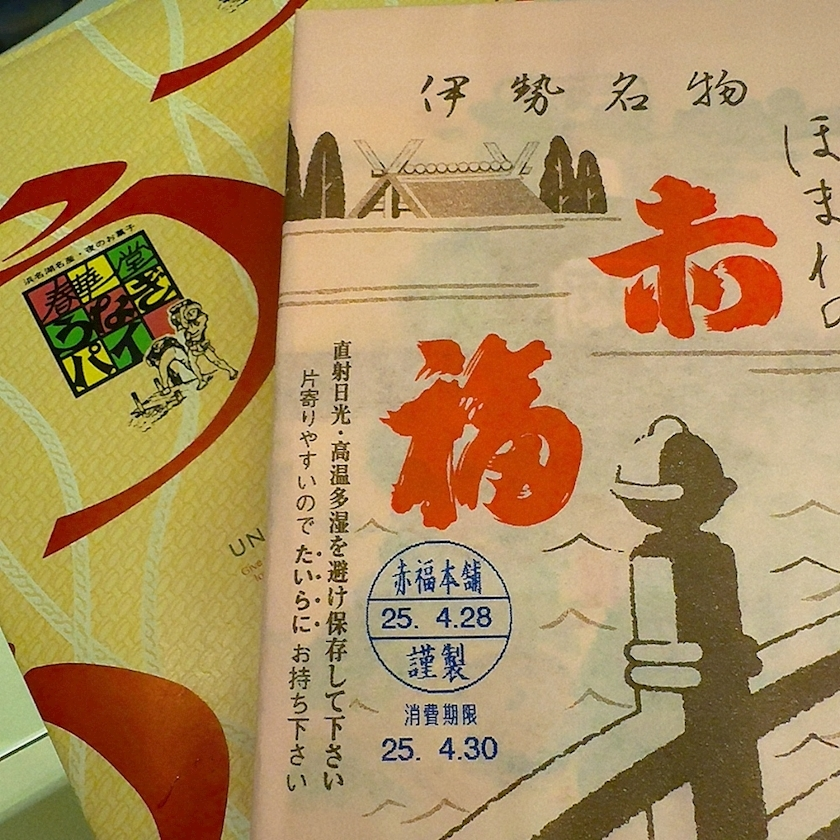 伊勢名物
ほまれの
赤福
直射日光・高温多湿を避け保存して下さい
片寄りやすいので たいらに お持ち下さい
赤福本舗
25. 4.28
謹製
消費期限
25. 4.30
浜名湖名産・夜のお菓子
春華堂
うなぎ
パイ
UN